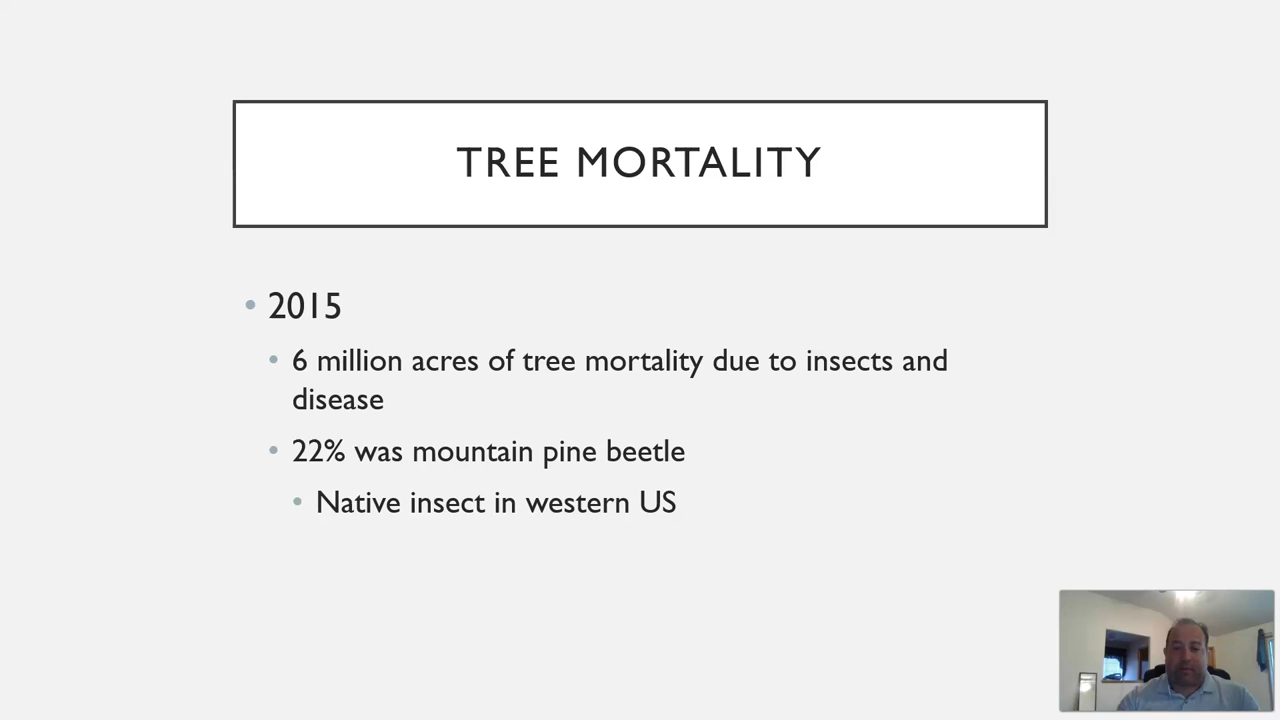 TREE MORTALITY
• 2015
• 6 million acres of tree mortality due to insects and
disease
• 22% was mountain pine beetle
• Native insect in western US